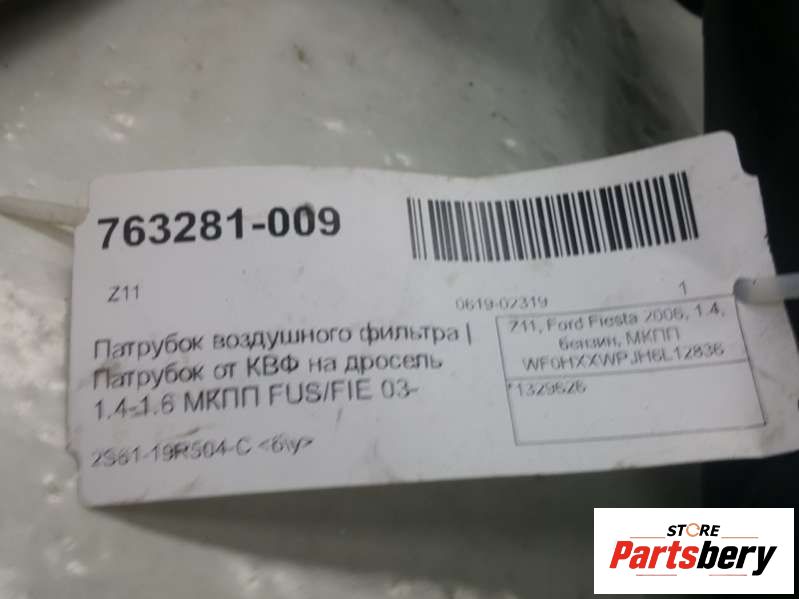 763281-009
Z11
0619-02319
1
Патрубок воздушного фильтра |
Патрубок от КВФ на дросель
1.4-1.6 МКПП FUS/FIE 03-
2S61-19R504-C <б\у>
Z11, Ford Fiesta 2006, 1.4,
бензин, МКПП
WF0HXXWPJH6L12836
*1329626
STORE
Partsbery